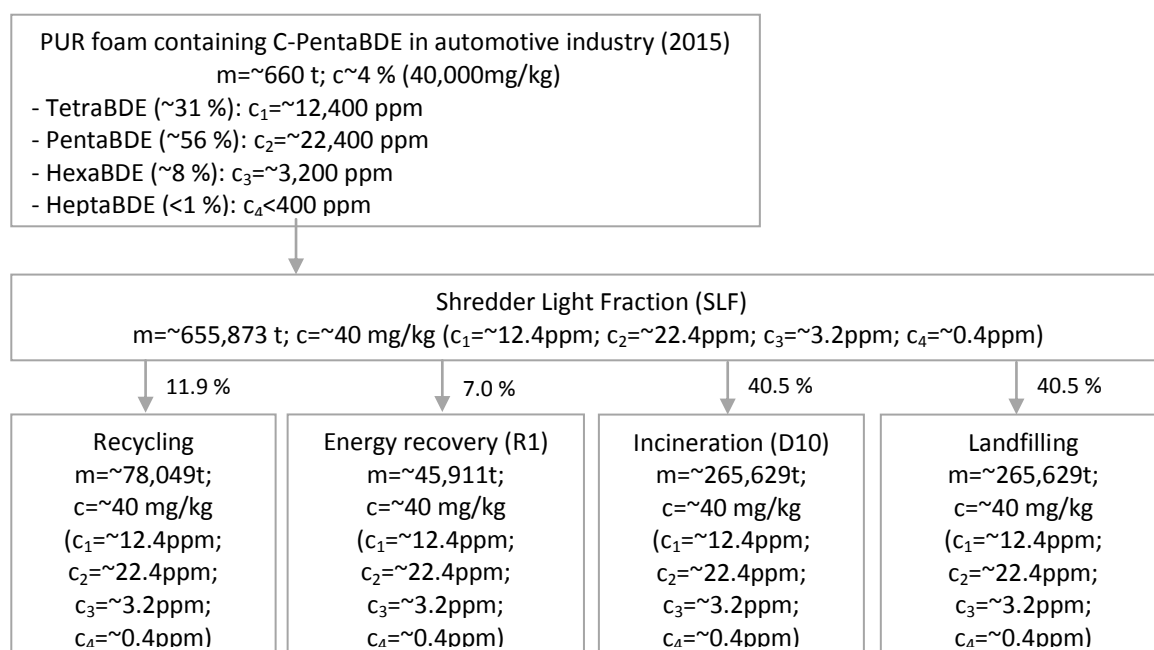 PUR foam containing C-PentaBDE in automotive industry (2015)
m=~660 t; c~4 % (40,000mg/kg)
- TetraBDE (~31 %): c₁=~12,400 ppm
- PentaBDE (~56 %): c₂=~22,400 ppm
- HexaBDE (~8 %): c₃=~3,200 ppm
- HeptaBDE (<1 %): c₄<400 ppm
Shredder Light Fraction (SLF)
m=~655,873 t; c=~40 mg/kg (c₁=~12.4ppm; c₂=~22.4ppm; c₃=~3.2ppm; c₄=~0.4ppm)
11.9 %
7.0 %
40.5 %
40.5 %
Recycling
m=~78,049t;
c=~40 mg/kg
(c₁=~12.4ppm;
c₂=~22.4ppm;
c₃=~3.2ppm;
c₄=~0.4ppm)
Energy recovery (R1)
m=~45,911t;
c=~40 mg/kg
(c₁=~12.4ppm;
c₂=~22.4ppm;
c₃=~3.2ppm;
c₄=~0.4ppm)
Incineration (D10)
m=~265,629t;
c=~40 mg/kg
(c₁=~12.4ppm;
c₂=~22.4ppm;
c₃=~3.2ppm;
c₄=~0.4ppm)
Landfilling
m=~265,629t;
c=~40 mg/kg
(c₁=~12.4ppm;
c₂=~22.4ppm;
c₃=~3.2ppm;
c₄=~0.4ppm)